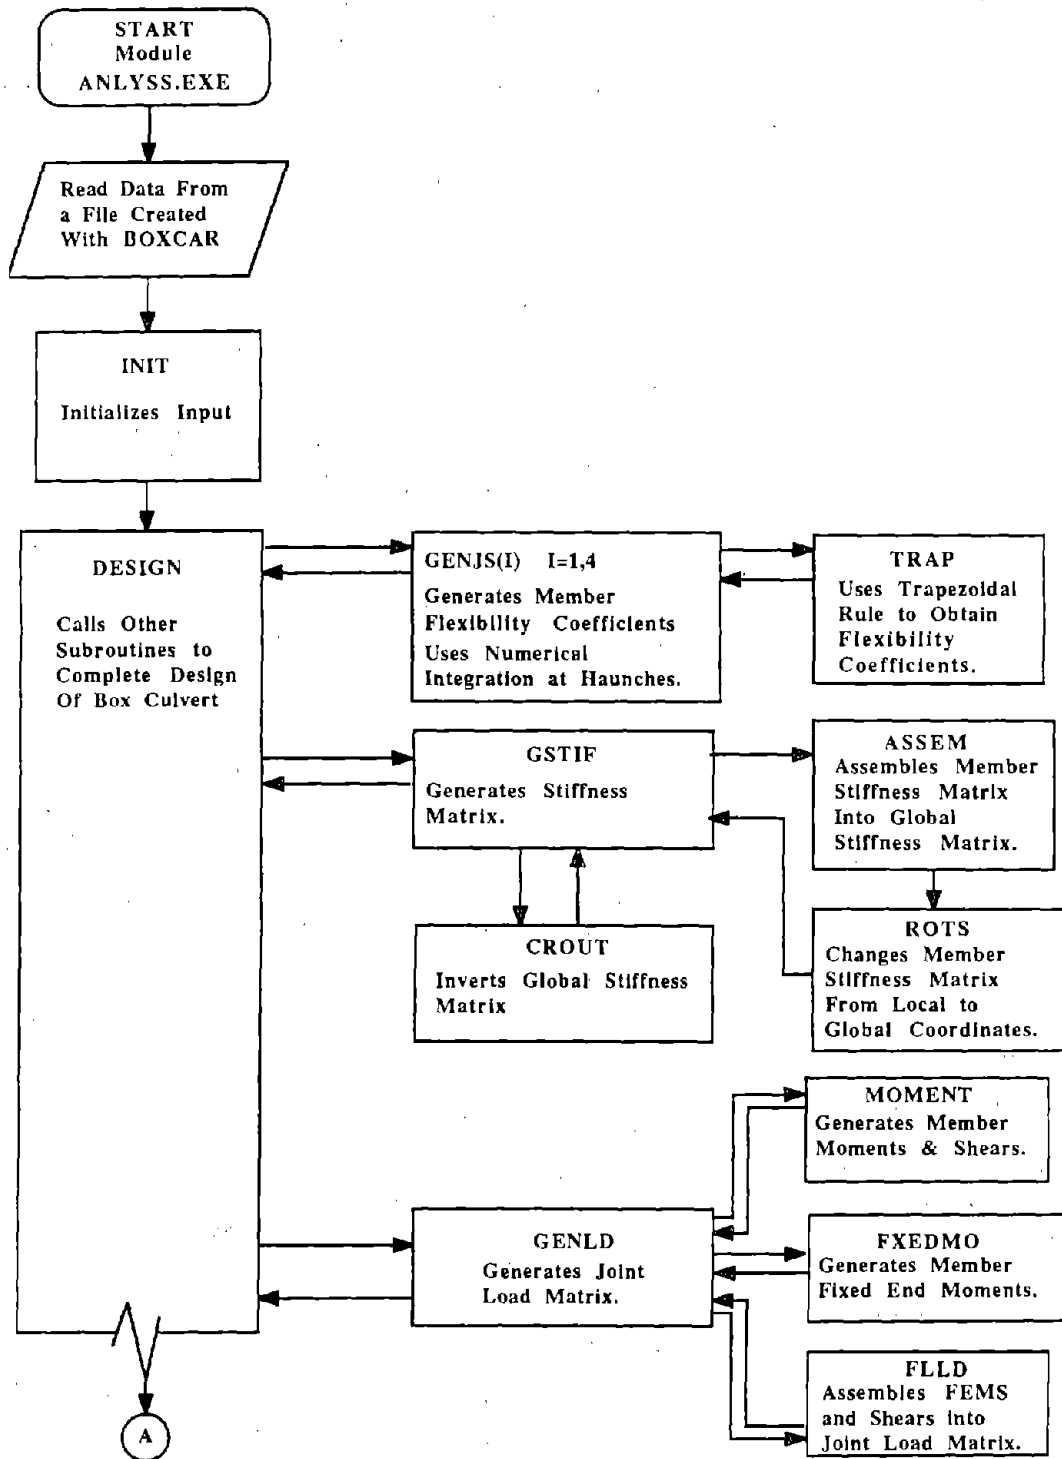 START
Module
ANLYSS.EXE
Read Data From
a File Created
With BOXCAR
INIT
Initializes Input
DESIGN
Calls Other
Subroutines to
Complete Design
Of Box Culvert
GENJS(I) I=1,4
Generates Member
Flexibility Coefficients
Uses Numerical
Integration at Haunches.
TRAP
Uses Trapezoidal
Rule to Obtain
Flexibility
Coefficients.
GSTIF
Generates Stiffness
Matrix.
ASSEM
Assembles Member
Stiffness Matrix
Into Global
Stiffness Matrix.
CROUT
Inverts Global Stiffness
Matrix
ROTS
Changes Member
Stiffness Matrix
From Local to
Global Coordinates.
MOMENT
Generates Member
Moments & Shears.
GENLD
Generates Joint
Load Matrix.
FXEDMO
Generates Member
Fixed End Moments.
FLLD
Assembles FEMS
and Shears into
Joint Load Matrix.
A